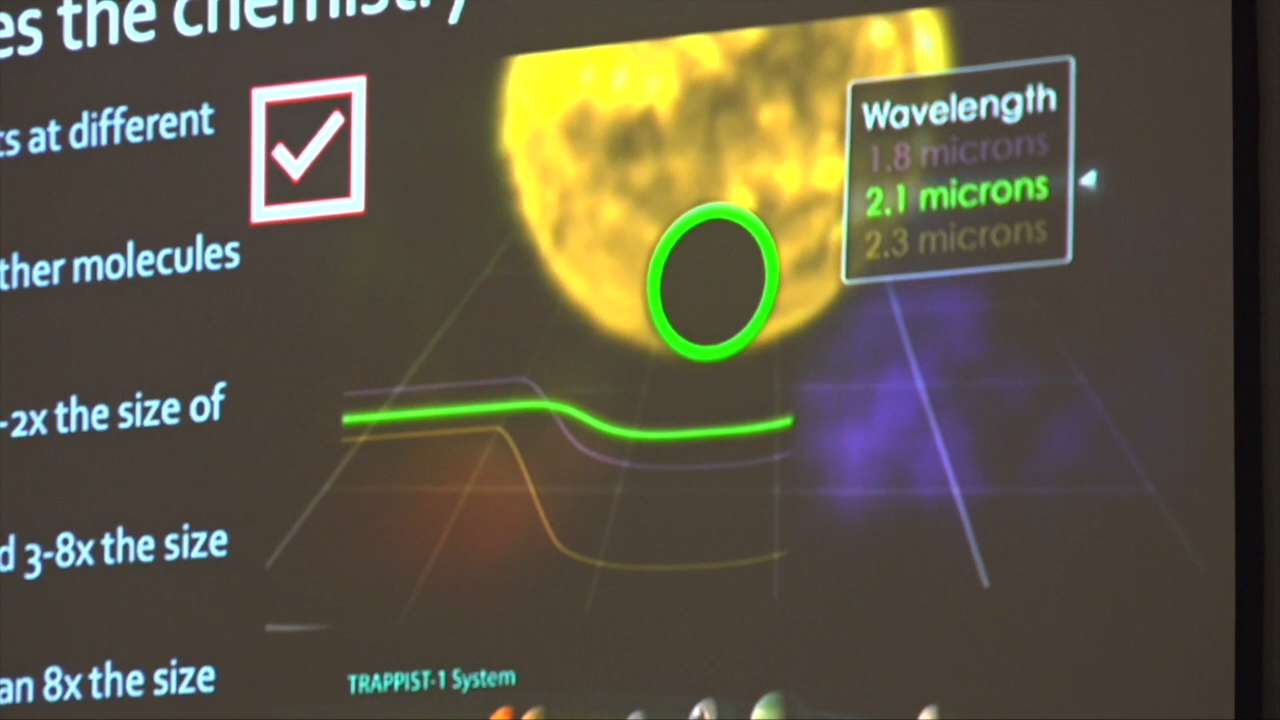 es the chemistry
ts at different
ther molecules
-2x the size of
d 3-8x the size
an 8x the size
Wavelength
1.8 microns
2.1 microns
2.3 microns
TRAPPIST-1 System